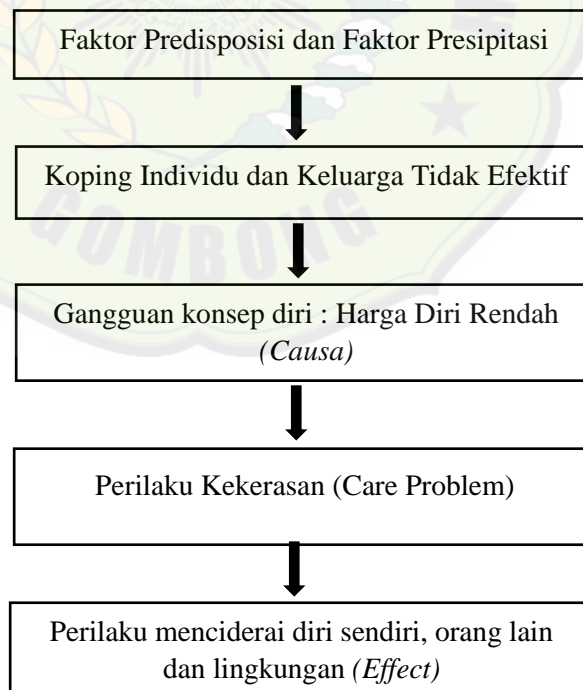 Faktor Predisposisi dan Faktor Presipitasi
Koping Individu dan Keluarga Tidak Efektif
GOMBONG
Gangguan konsep diri : Harga Diri Rendah
(Causa)
Perilaku Kekerasan (Care Problem)
Perilaku menciderai diri sendiri, orang lain
dan lingkungan (Effect)